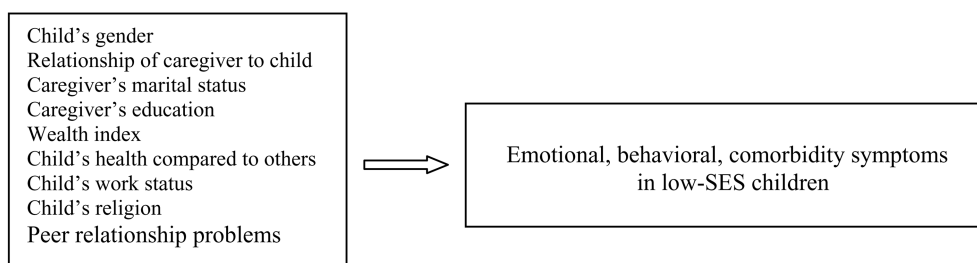 Child's gender
Relationship of caregiver to child
Caregiver's marital status
Caregiver's education
Wealth index
Child's health compared to others
Child's work status
Child's religion
Peer relationship problems
Emotional, behavioral, comorbidity symptoms
in low-SES children